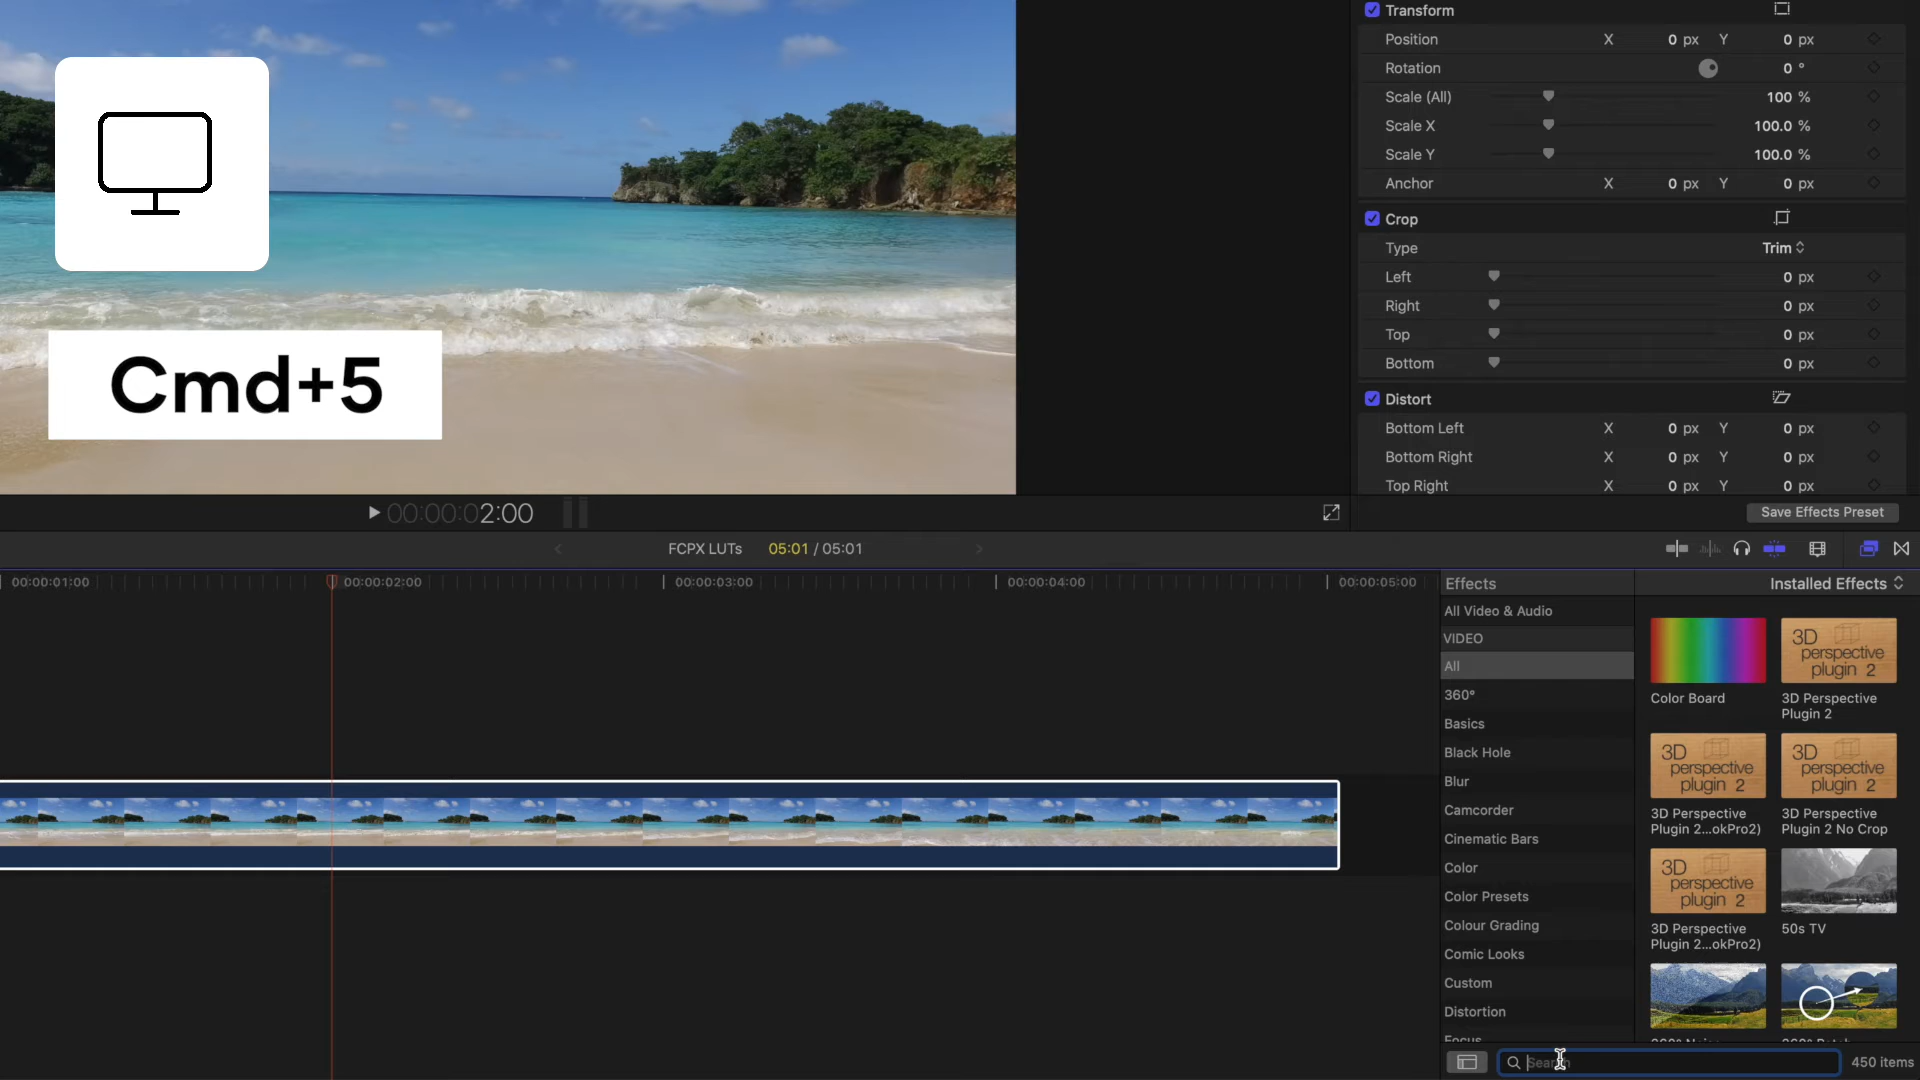 Transform
Position X 0 px Y 0 px
Rotation 0 °
Scale (All) 100 %
Scale X 100.0 %
Scale Y 100.0 %
Anchor X 0 px Y 0 px
Crop
Type Trim
Left 0 px
Right 0 px
Top 0 px
Bottom 0 px
Distort
Bottom Left X 0 px Y 0 px
Bottom Right X 0 px Y 0 px
Top Right X 0 px Y 0 px
Save Effects Preset
Cmd+5
00:00:02:00
FCPX LUTs 05:01 / 05:01
00:00:01:00 00:00:02:00 00:00:03:00 00:00:04:00 00:00:05:00
Effects
Installed Effects
All Video & Audio
VIDEO
All
360°
Basics
Black Hole
Blur
Camcorder
Cinematic Bars
Color
Color Presets
Colour Grading
Comic Looks
Custom
Distortion
Focus
3D
perspective
plugin 2
Color Board
3D Perspective
Plugin 2
3D
perspective
plugin 2
3D
perspective
plugin 2
3D Perspective
Plugin 2...okPro2)
3D Perspective
Plugin 2 No Crop
3D
perspective
plugin 2
3D Perspective
Plugin 2...okPro2)
50s TV
Search
450 items